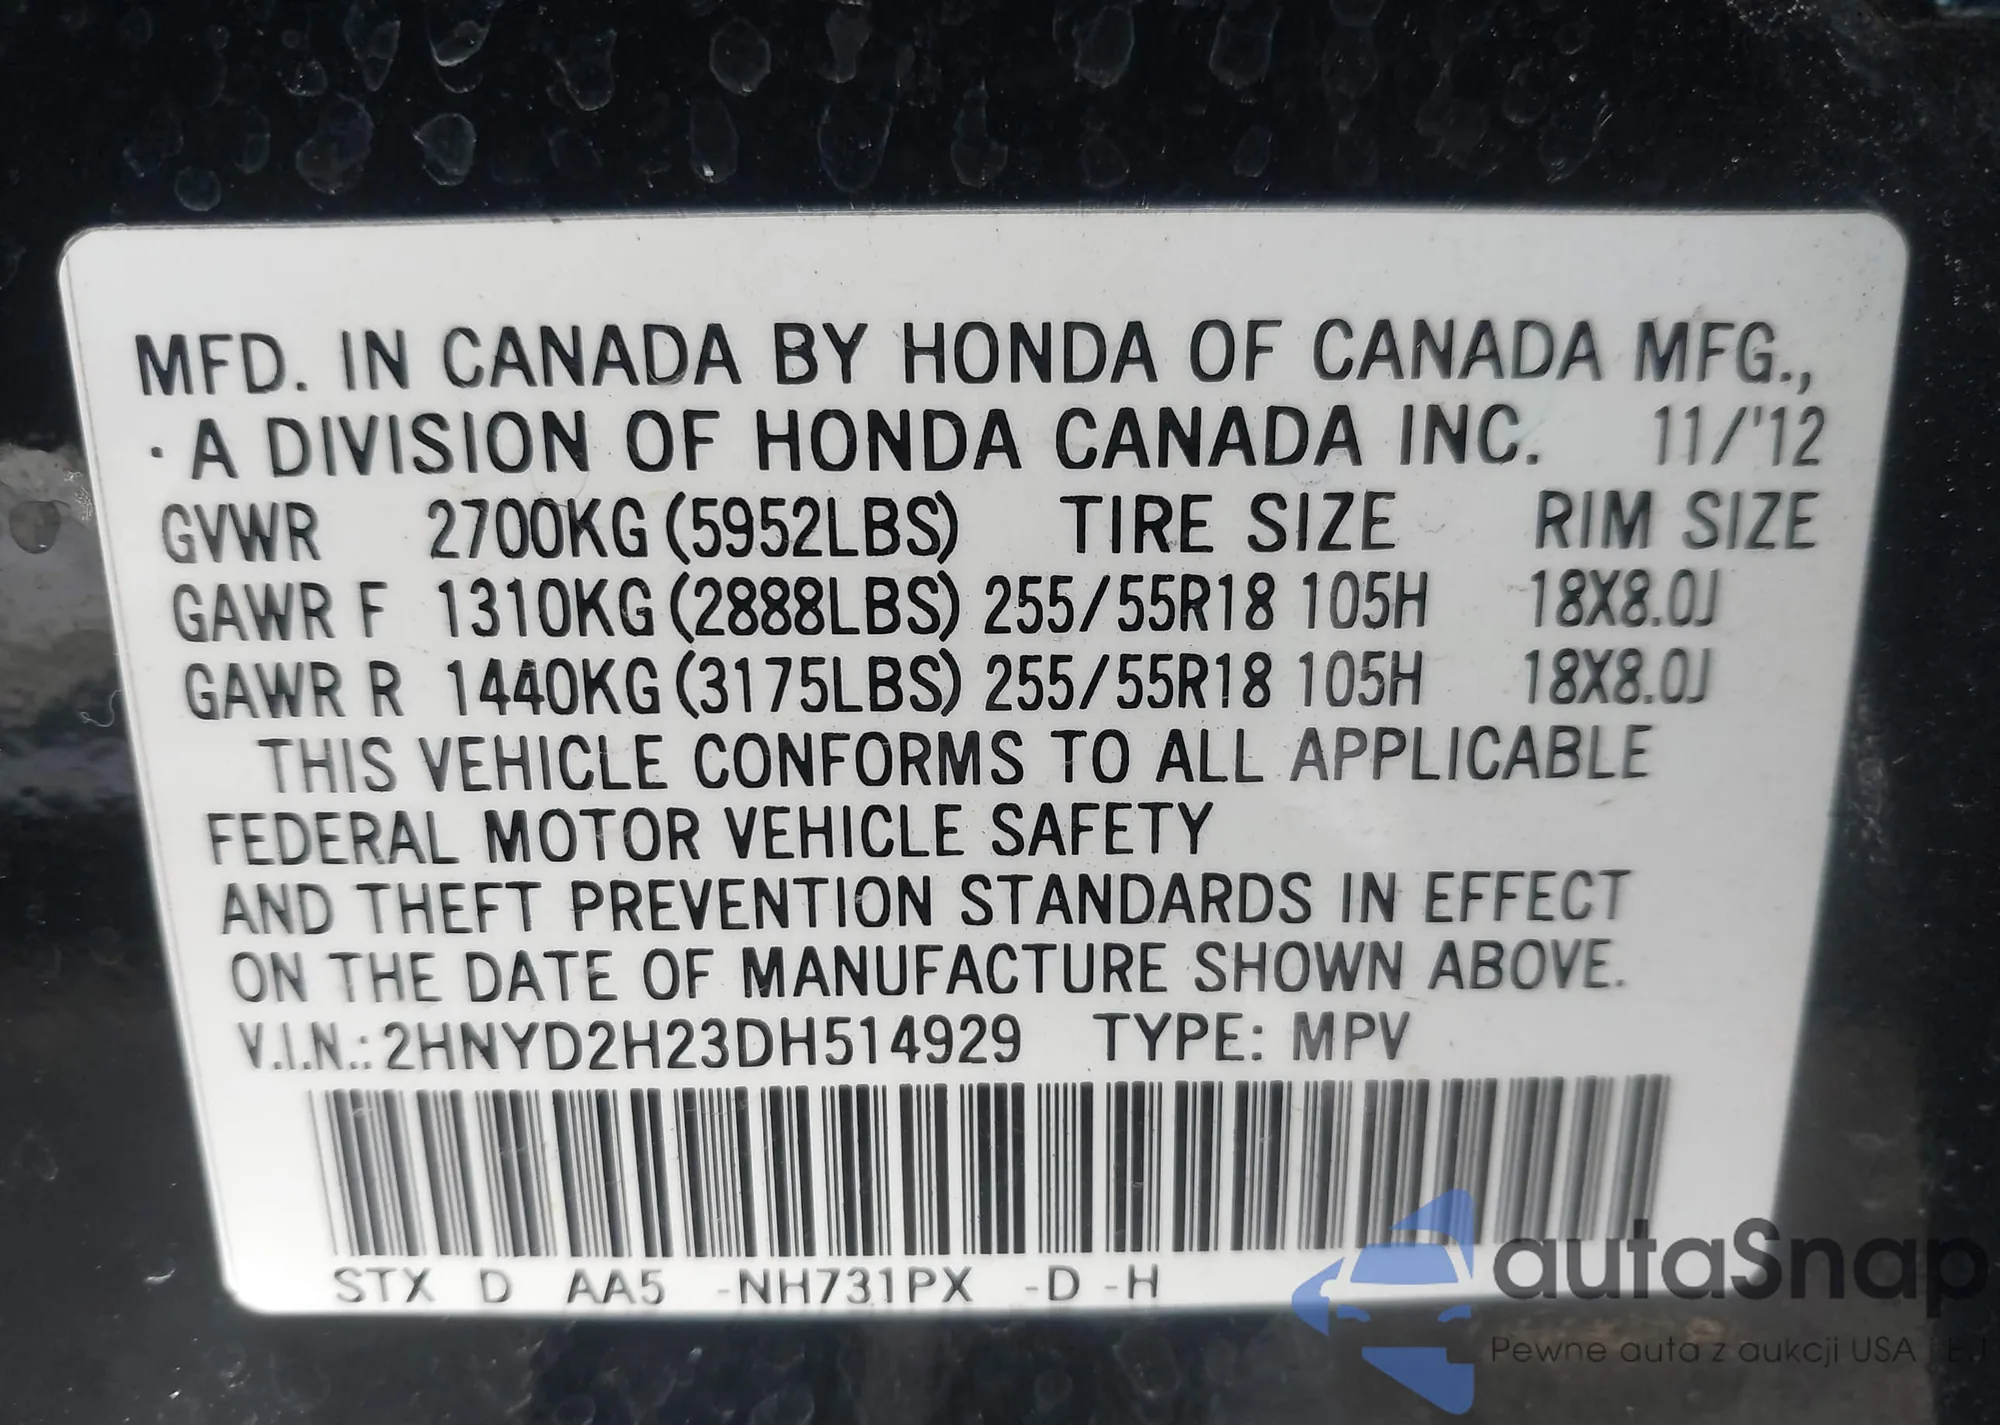 MFD. IN CANADA BY HONDA OF CANADA MFG.,
· A DIVISION OF HONDA CANADA INC. 11/'12
GVWR 2700KG (5952LBS) TIRE SIZE RIM SIZE
GAWR F 1310KG (2888LBS) 255/55R18 105H 18X8.0J
GAWR R 1440KG (3175LBS) 255/55R18 105H 18X8.0J
THIS VEHICLE CONFORMS TO ALL APPLICABLE
FEDERAL MOTOR VEHICLE SAFETY
AND THEFT PREVENTION STANDARDS IN EFFECT
ON THE DATE OF MANUFACTURE SHOWN ABOVE.
V.I.N.: 2HNYD2H23DH514929 TYPE: MPV
STX D AA5 -NH731PX -D -H
autaSnap
Pewne auta z aukcji USA i EU